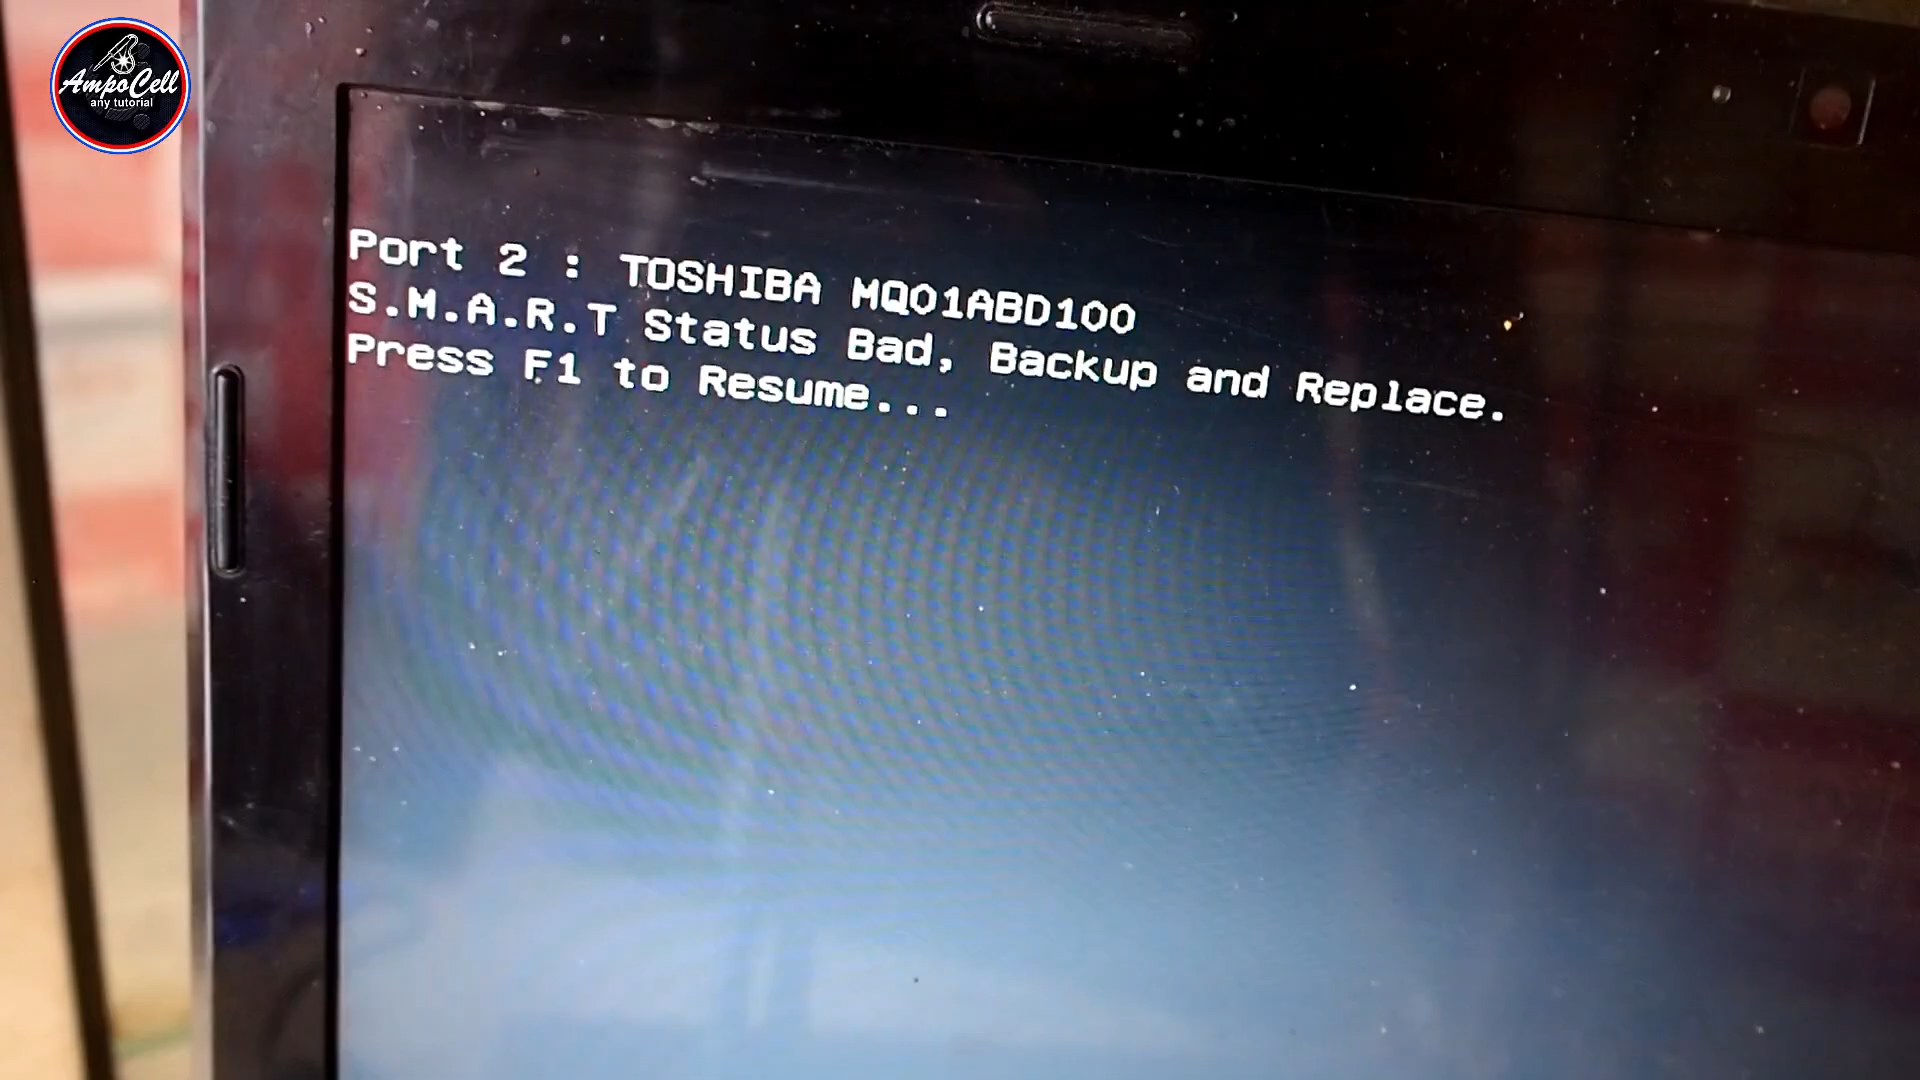 AmpoCell
any tutorial
Port 2 : TOSHIBA MQ01ABD100
S.M.A.R.T Status Bad, Backup and Replace.
Press F1 to Resume...